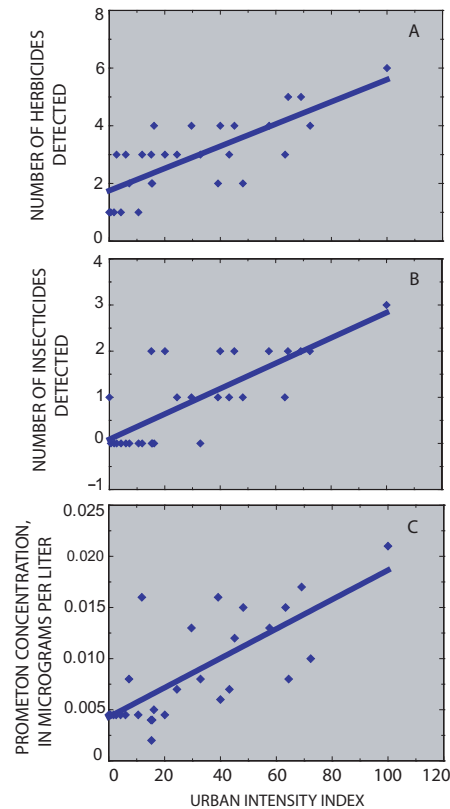 A
NUMBER OF HERBICIDES
DETECTED
8
6
4
2
0
B
NUMBER OF INSECTICIDES
DETECTED
3
2
1
0
–1
C
PROMETON CONCENTRATION,
IN MICROGRAMS PER LITER
0.025
0.020
0.015
0.010
0.005
0
0 20 40 60 80 100 120
URBAN INTENSITY INDEX